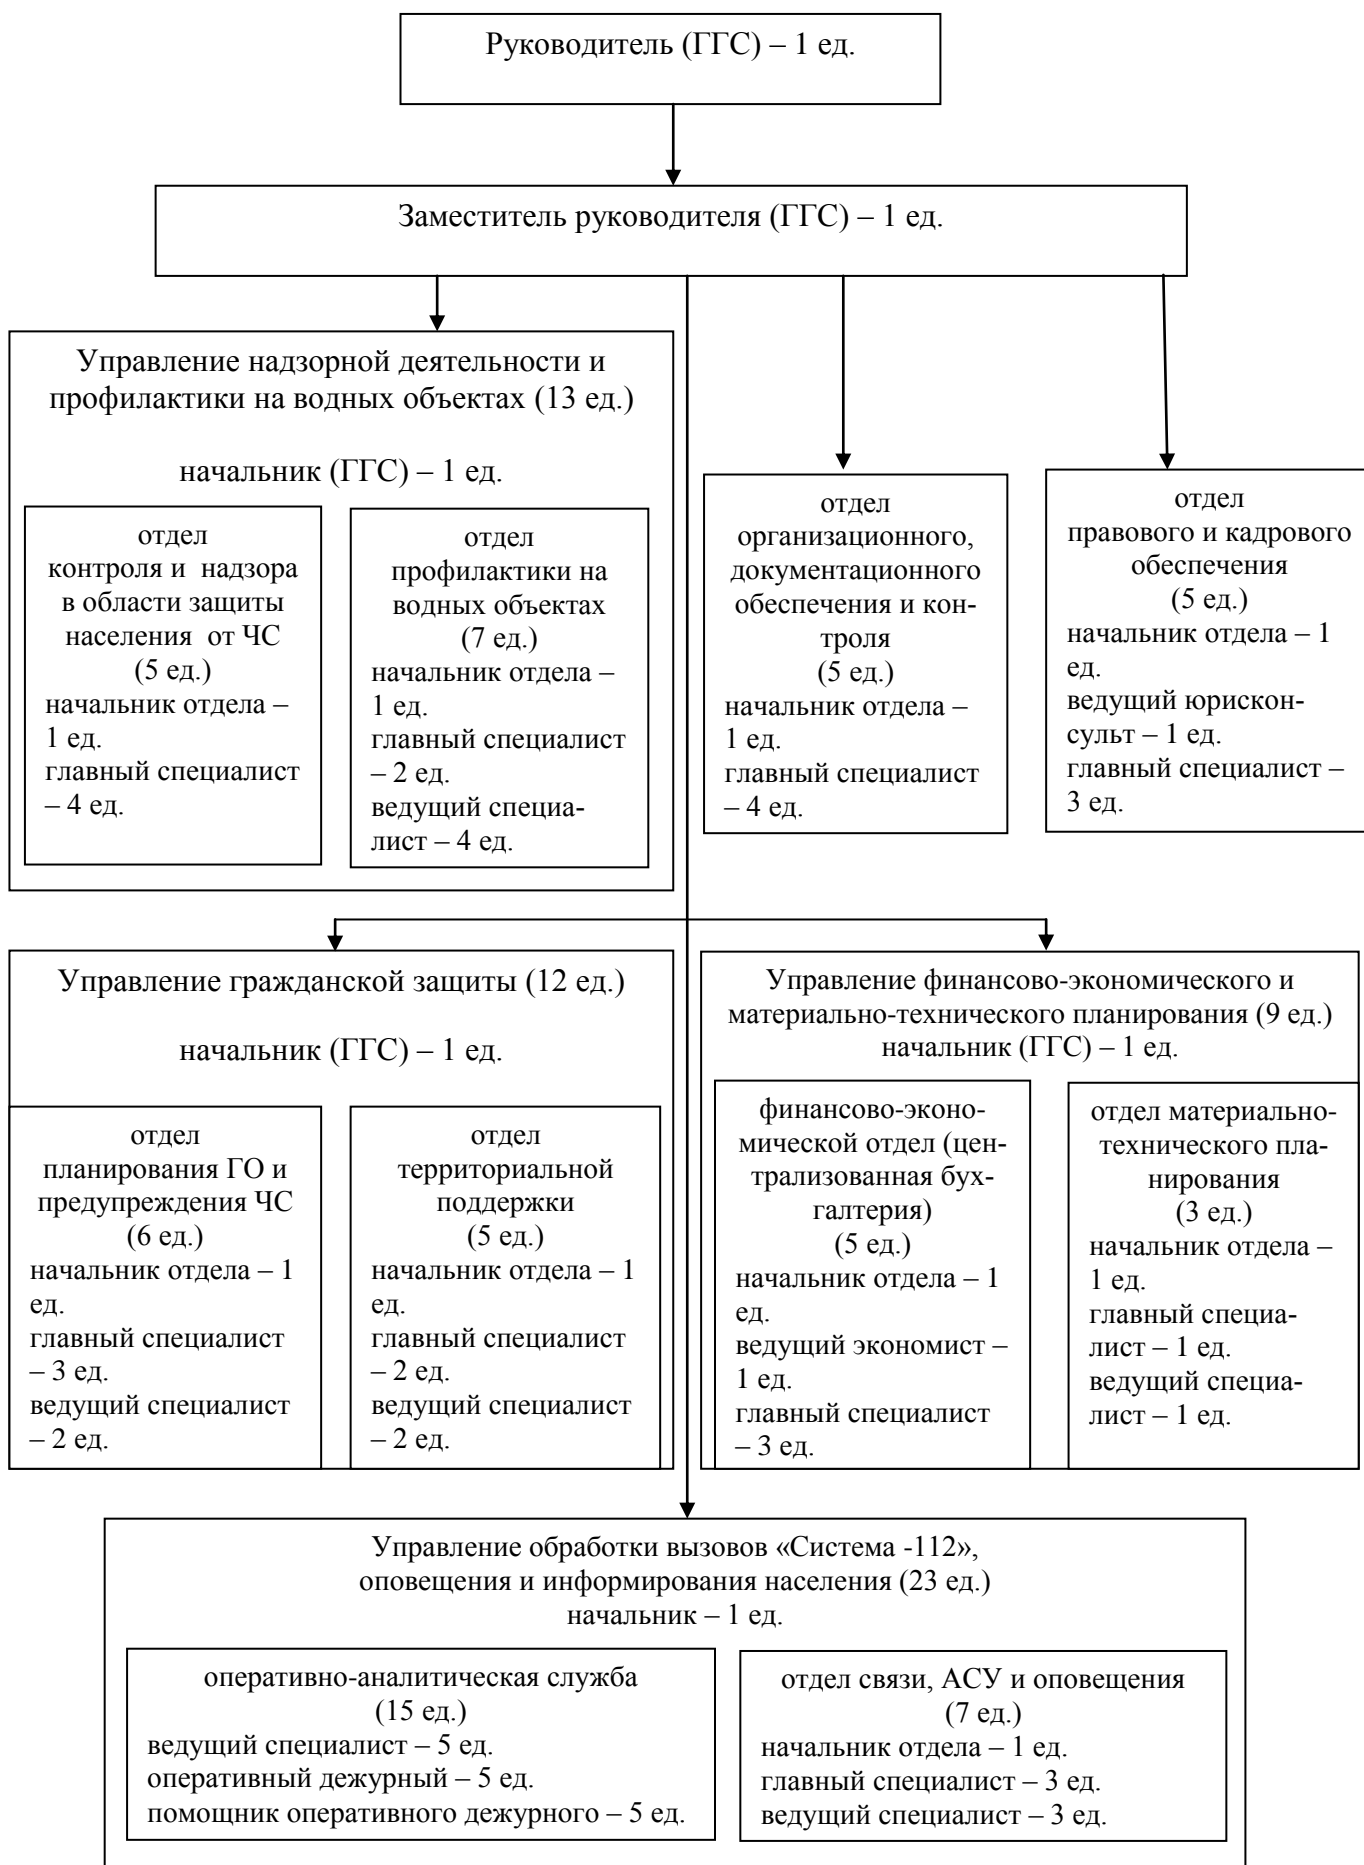 Руководитель (ГГС) – 1 ед.
Заместитель руководителя (ГГС) – 1 ед.
Управление надзорной деятельности и
профилактики на водных объектах (13 ед.)
начальник (ГГС) – 1 ед.
отдел
контроля и  надзора
в области защиты
населения  от ЧС
(5 ед.)
начальник отдела –
1 ед.
главный специалист
– 4 ед.
отдел
профилактики на
водных объектах
(7 ед.)
начальник отдела –
1 ед.
главный специалист
– 2 ед.
ведущий специа-
лист – 4 ед.
отдел
организационного,
документационного
обеспечения и кон-
троля
(5 ед.)
начальник отдела –
1 ед.
главный специалист
– 4 ед.
отдел
правового и кадрового
обеспечения
(5 ед.)
начальник отдела – 1
ед.
ведущий юрискон-
сульт – 1 ед.
главный специалист –
3 ед.
Управление гражданской защиты (12 ед.)
начальник (ГГС) – 1 ед.
отдел
планирования ГО и
предупреждения ЧС
(6 ед.)
начальник отдела – 1
ед.
главный специалист
– 3 ед.
ведущий специалист
– 2 ед.
отдел
территориальной
поддержки
(5 ед.)
начальник отдела – 1
ед.
главный специалист
– 2 ед.
ведущий специалист
– 2 ед.
Управление финансово-экономического и
материально-технического планирования (9 ед.)
начальник (ГГС) – 1 ед.
финансово-эконо-
мической отдел (цен-
трализованная бух-
галтерия)
(5 ед.)
начальник отдела – 1
ед.
ведущий экономист –
1 ед.
главный специалист
– 3 ед.
отдел материально-
технического пла-
нирования
(3 ед.)
начальник отдела –
1 ед.
главный специа-
лист – 1 ед.
ведущий специа-
лист – 1 ед.
Управление обработки вызовов «Система -112»,
оповещения и информирования населения (23 ед.)
начальник – 1 ед.
оперативно-аналитическая служба
(15 ед.)
ведущий специалист – 5 ед.
оперативный дежурный – 5 ед.
помощник оперативного дежурного – 5 ед.
отдел связи, АСУ и оповещения
(7 ед.)
начальник отдела – 1 ед.
главный специалист – 3 ед.
ведущий специалист – 3 ед.